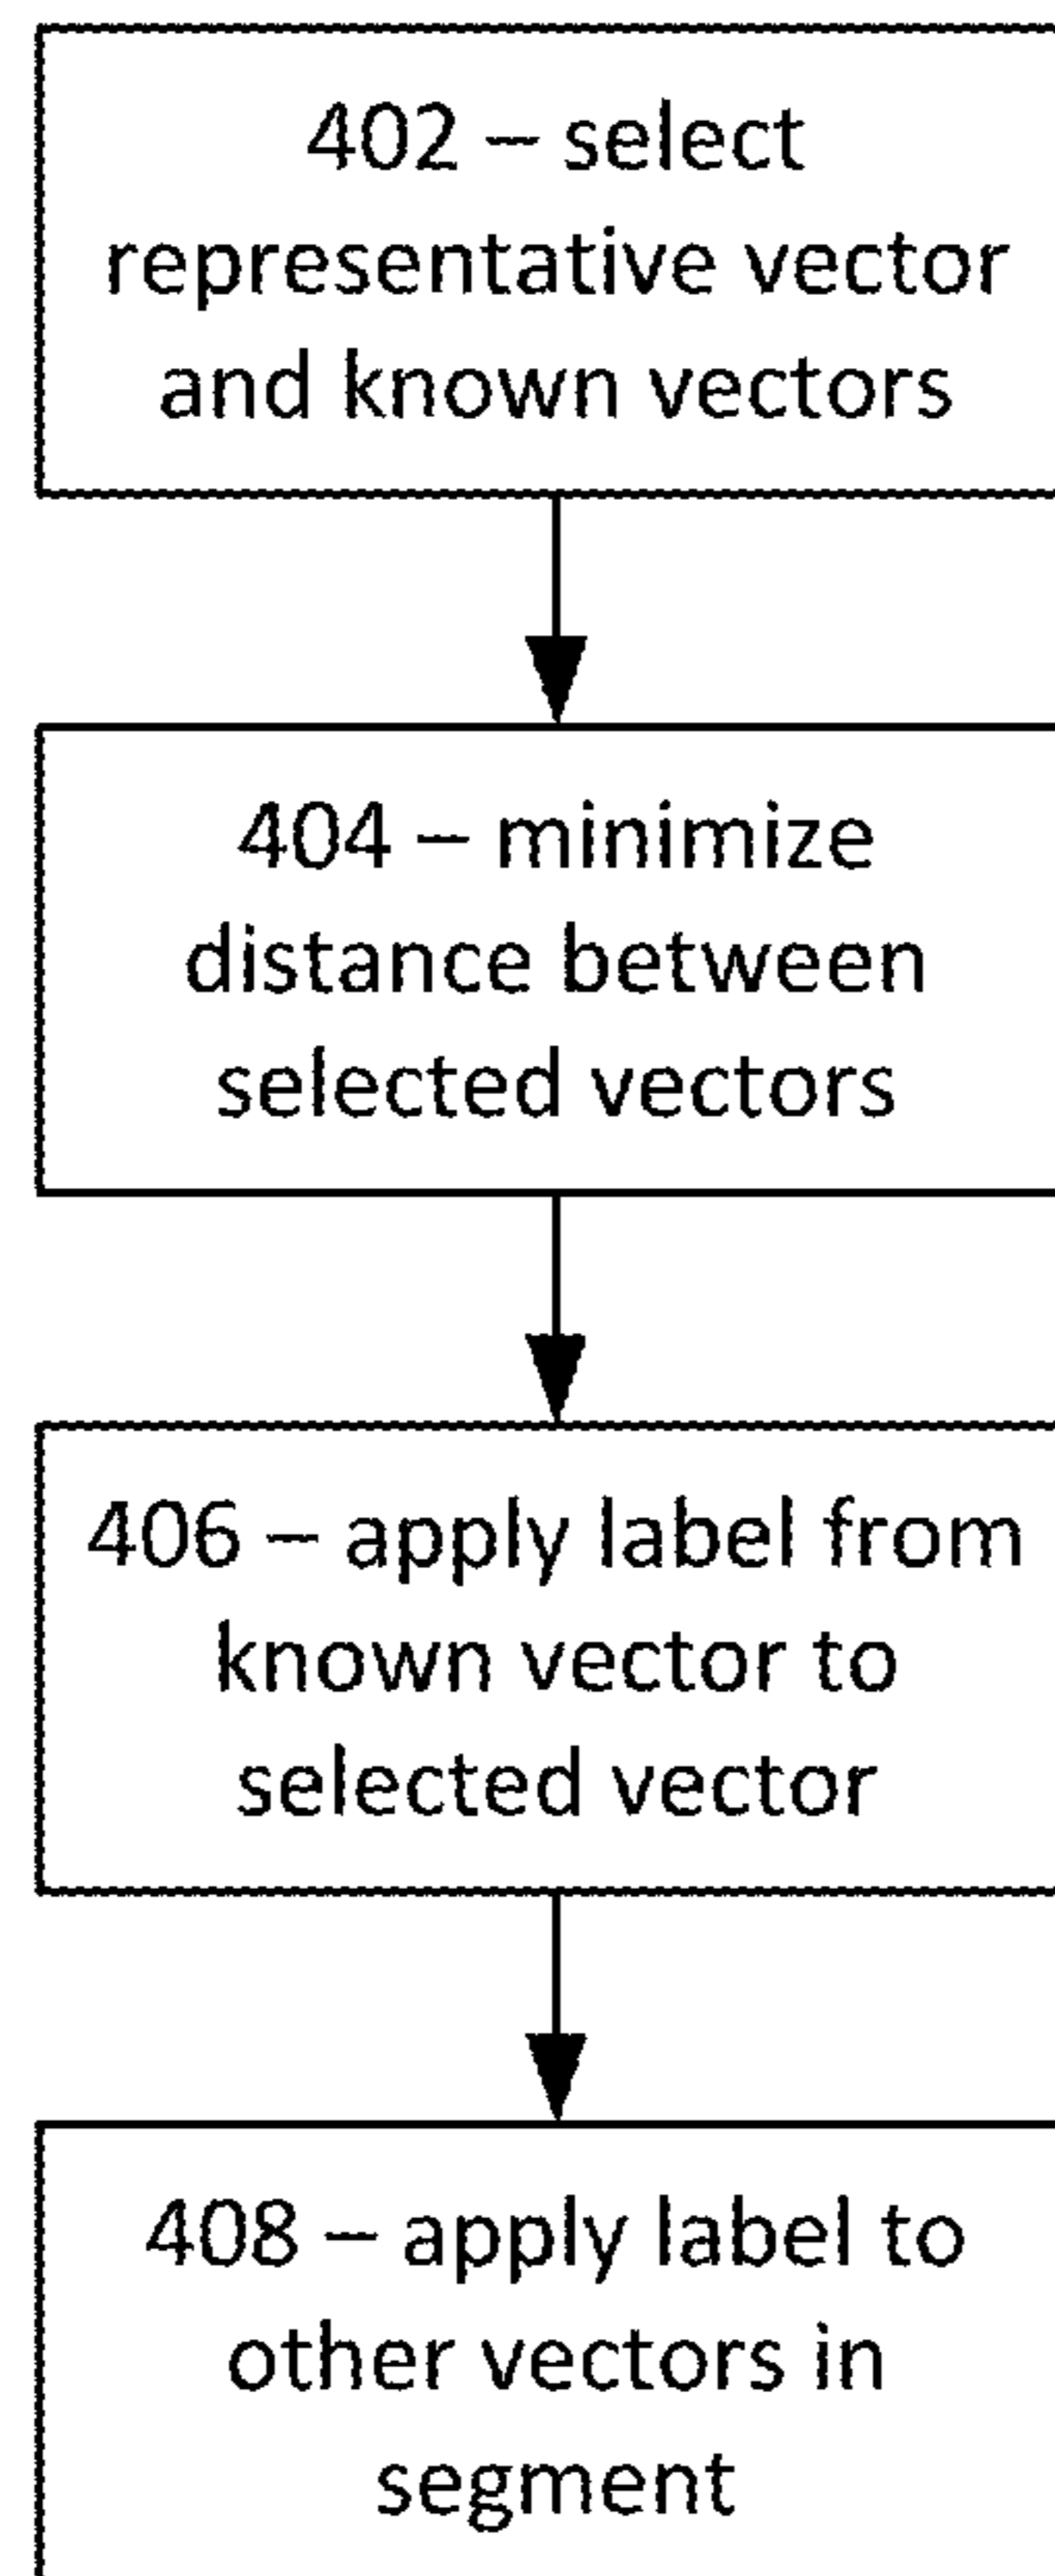 402 – select
representative vector
and known vectors
404 – minimize
distance between
selected vectors
406 – apply label from
known vector to
selected vector
408 – apply label to
other vectors in
segment